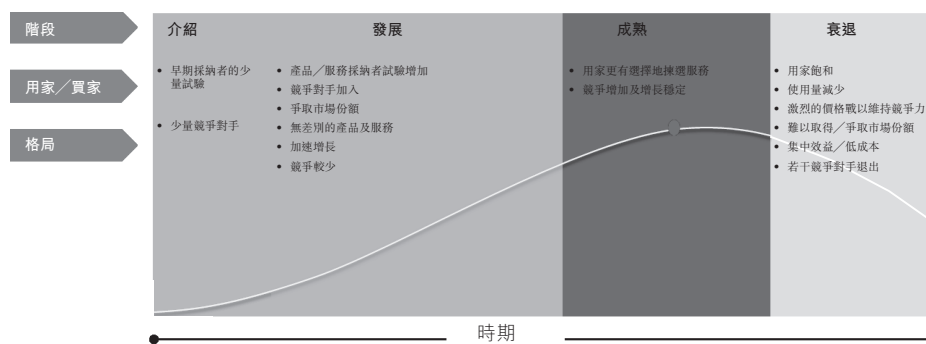 階段
介紹
發展
成熟
衰退
用家／買家
格局
• 早期採納者的少
量試驗
• 少量競爭對手
• 產品／服務採納者試驗增加
• 競爭對手加入
• 爭取市場份額
• 無差別的產品及服務
• 加速增長
• 競爭較少
• 用家更有選擇地揀選服務
• 競爭增加及增長穩定
• 用家飽和
• 使用量減少
• 激烈的價格戰以維持競爭力
• 難以取得／爭取市場份額
• 集中效益／低成本
• 若干競爭對手退出
時期